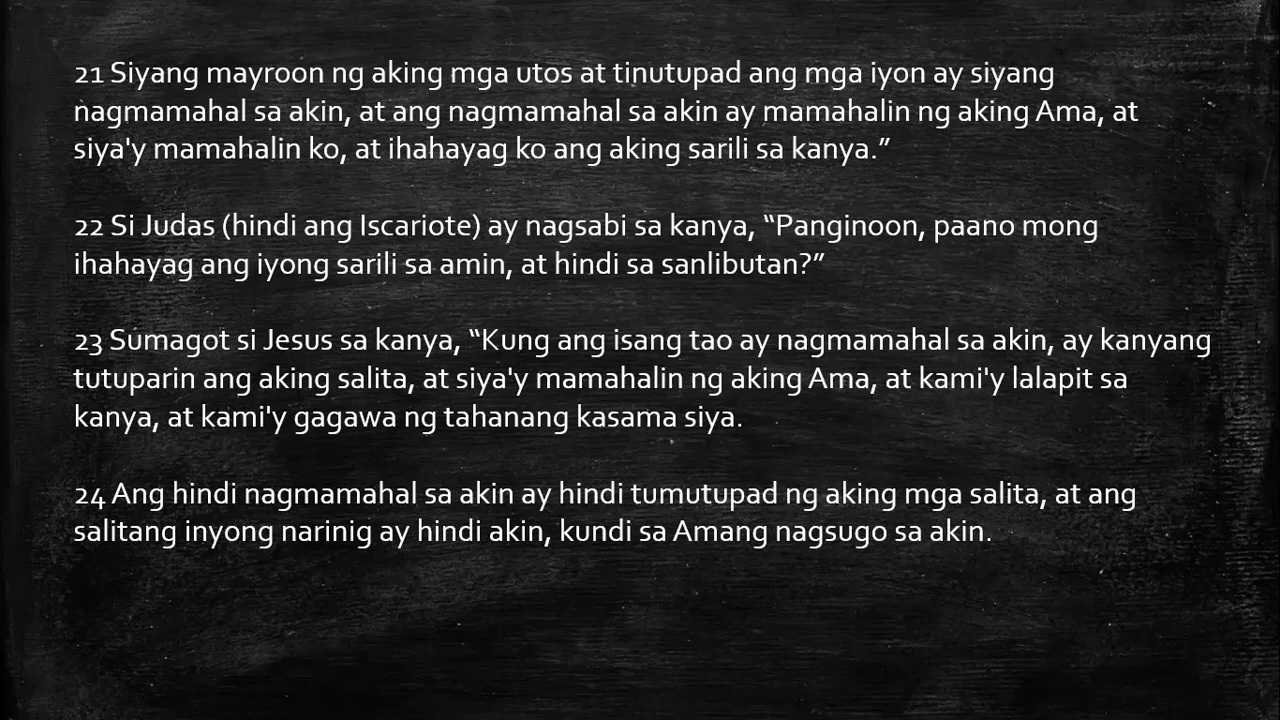 21 Siyang mayroon ng aking mga utos at tinutupad ang mga iyon ay siyang
nagmamahal sa akin, at ang nagmamahal sa akin ay mamahalin ng aking Ama, at
siya'y mamahalin ko, at ihahayag ko ang aking sarili sa kanya.”
22 Si Judas (hindi ang Iscariote) ay nagsabi sa kanya, “Panginoon, paano mong
ihahayag ang iyong sarili sa amin, at hindi sa sanlibutan?”
23 Sumagot si Jesus sa kanya, “Kung ang isang tao ay nagmamahal sa akin, ay kanyang
tutuparin ang aking salita, at siya'y mamahalin ng aking Ama, at kami'y lalapit sa
kanya, at kami'y gagawa ng tahanang kasama siya.
24 Ang hindi nagmamahal sa akin ay hindi tumutupad ng aking mga salita, at ang
salitang inyong narinig ay hindi akin, kundi sa Amang nagsugo sa akin.